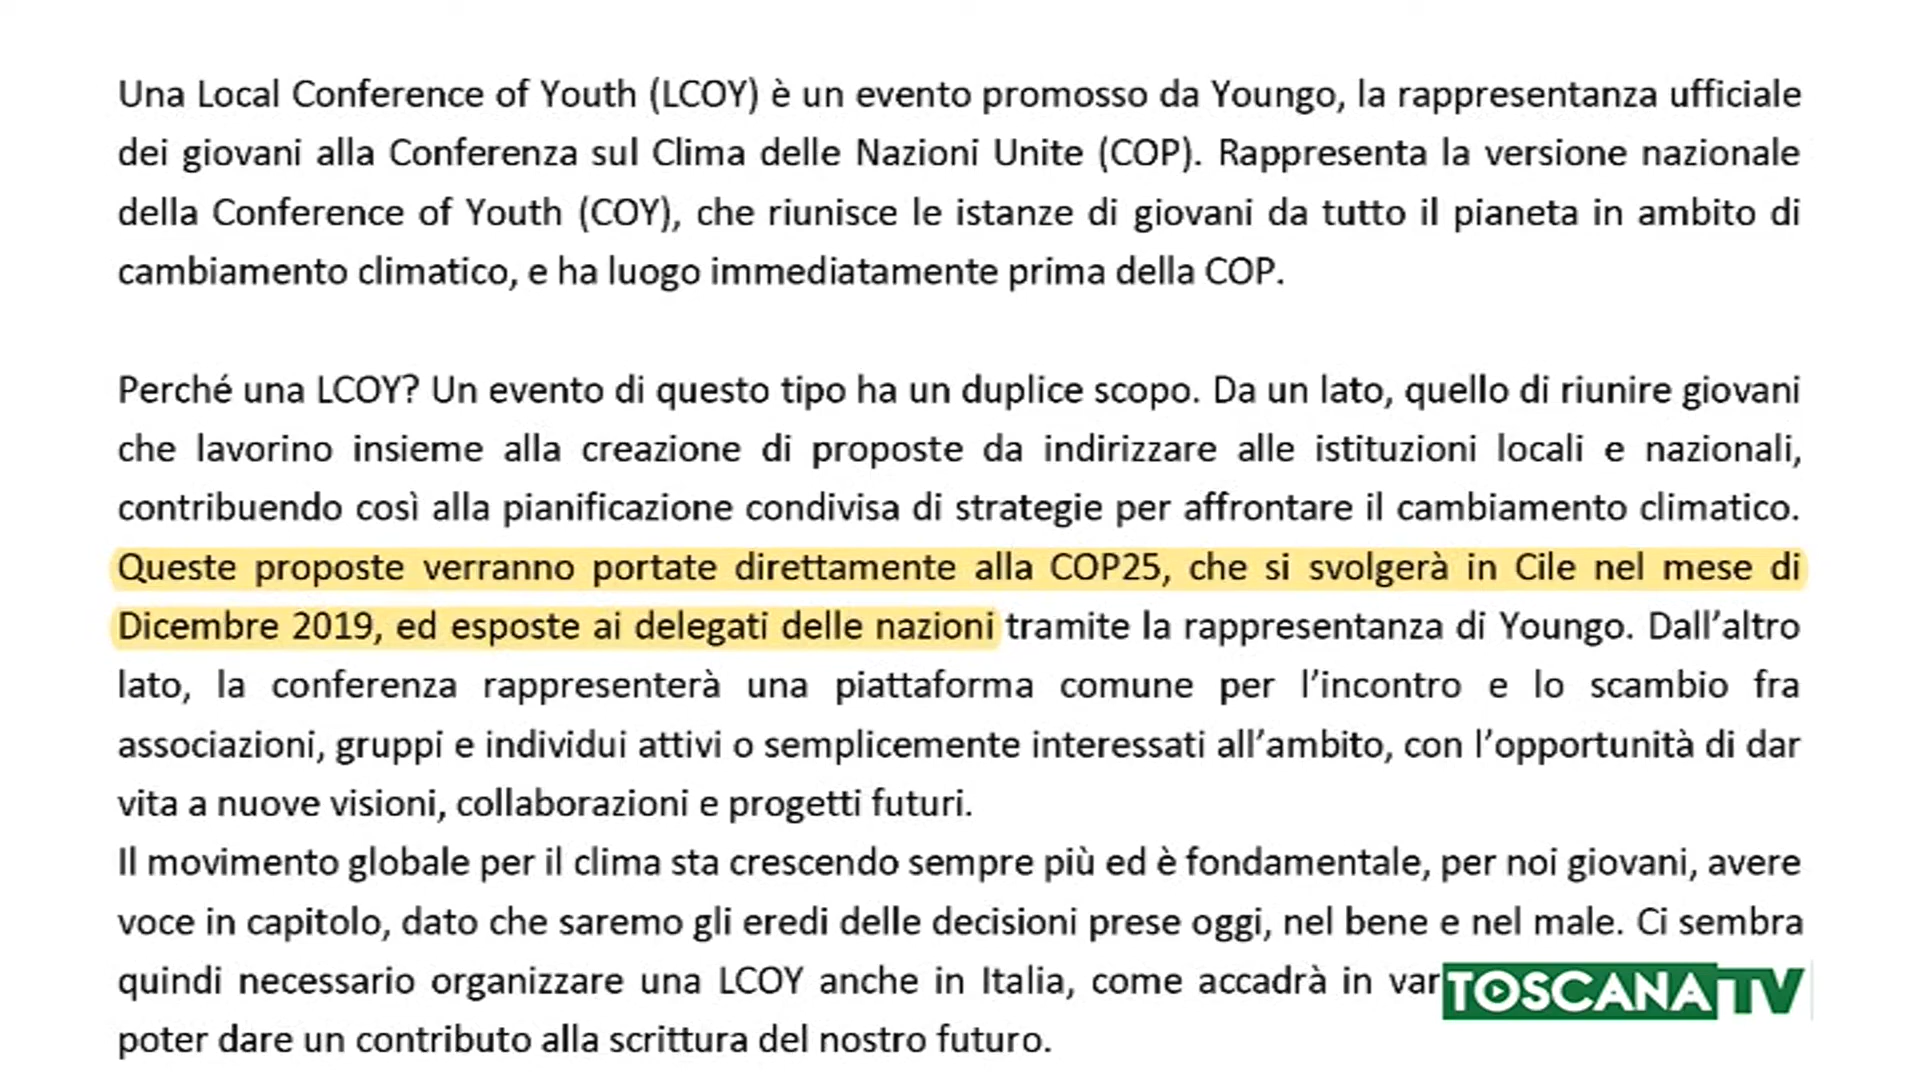 Una Local Conference of Youth (LCOY) è un evento promosso da Youngo, la rappresentanza ufficiale
dei giovani alla Conferenza sul Clima delle Nazioni Unite (COP). Rappresenta la versione nazionale
della Conference of Youth (COY), che riunisce le istanze di giovani da tutto il pianeta in ambito di
cambiamento climatico, e ha luogo immediatamente prima della COP.
Perché una LCOY? Un evento di questo tipo ha un duplice scopo. Da un lato, quello di riunire giovani
che lavorino insieme alla creazione di proposte da indirizzare alle istituzioni locali e nazionali,
contribuendo così alla pianificazione condivisa di strategie per affrontare il cambiamento climatico.
Queste proposte verranno portate direttamente alla COP25, che si svolgerà in Cile nel mese di
Dicembre 2019, ed esposte ai delegati delle nazioni tramite la rappresentanza di Youngo. Dall’altro
lato, la conferenza rappresenterà una piattaforma comune per l’incontro e lo scambio fra
associazioni, gruppi e individui attivi o semplicemente interessati all’ambito, con l’opportunità di dar
vita a nuove visioni, collaborazioni e progetti futuri.
Il movimento globale per il clima sta crescendo sempre più ed è fondamentale, per noi giovani, avere
voce in capitolo, dato che saremo gli eredi delle decisioni prese oggi, nel bene e nel male. Ci sembra
quindi necessario organizzare una LCOY anche in Italia, come accadrà in var
TOSCANA TV
poter dare un contributo alla scrittura del nostro futuro.